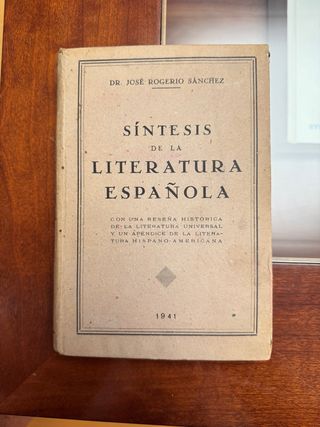 DR. JOSÉ ROGERIO SÁNCHEZ
SÍNTESIS
DE LA
LITERATURA
ESPAÑOLA
CON UNA RESEÑA HISTÓRICA
DE LA LITERATURA UNIVERSAL
Y UN APÉNDICE DE LA LITERA-
TURA HISPANO-AMERICANA
1941